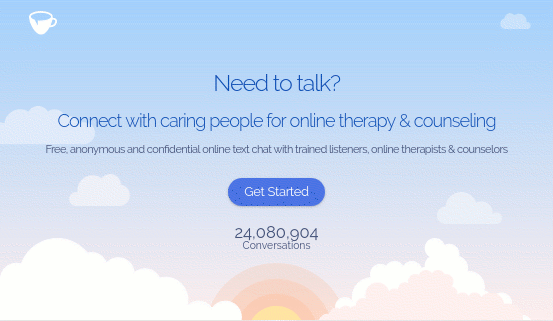 Need to talk?
Connect with caring people for online therapy & counseling
Free, anonymous and confidential online text chat with trained listeners, online therapists & counselors
Get Started
24,080,904
Conversations